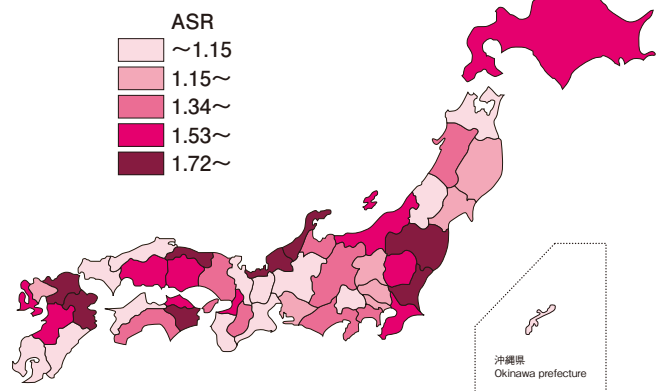 ASR
〜1.15
1.15〜
1.34〜
1.53〜
1.72〜
沖縄県
Okinawa prefecture